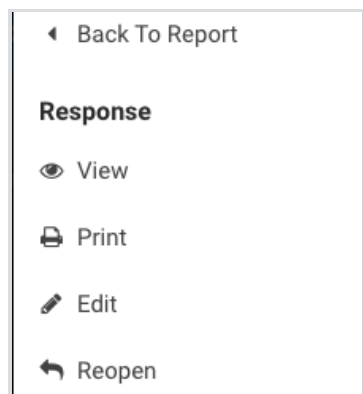 Back To Report
Response
View
Print
Edit
Reopen